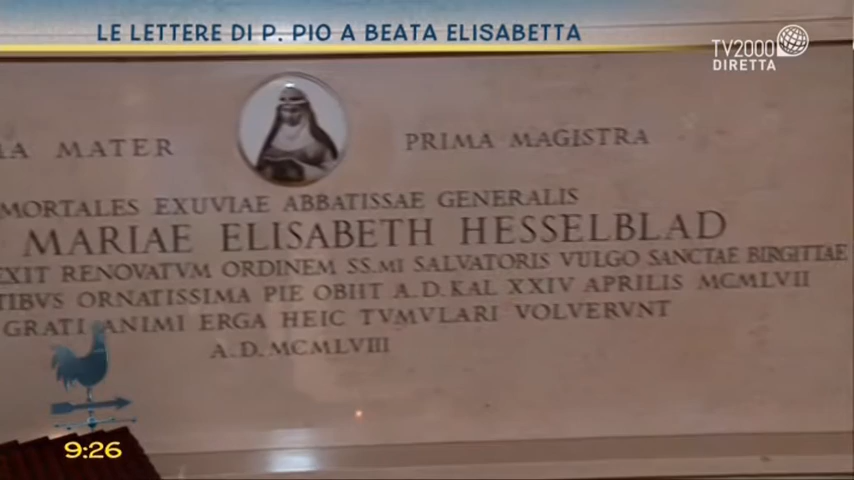 LE LETTERE DI P. PIO A BEATA ELISABETTA
TV2000
DIRETTA
MATER PRIMA MAGISTRA
MORTALES EXUVIAE ABBATISSAE GENERALIS
MARIAE ELISABETH HESSELBLAD
EXIT RENOVATVM ORDINEM SS.MI SALVATORIS VULGO SANCTAE BIRGITTAE
TIBVS ORNATISSIMA PIE OBIIT A.D.KAL XXIV APRILIS MCMLVII
GRATI ANIMI ERGA HEIC TVMVLARI VOLVERVNT
A.D.MCMLVIII
9:26